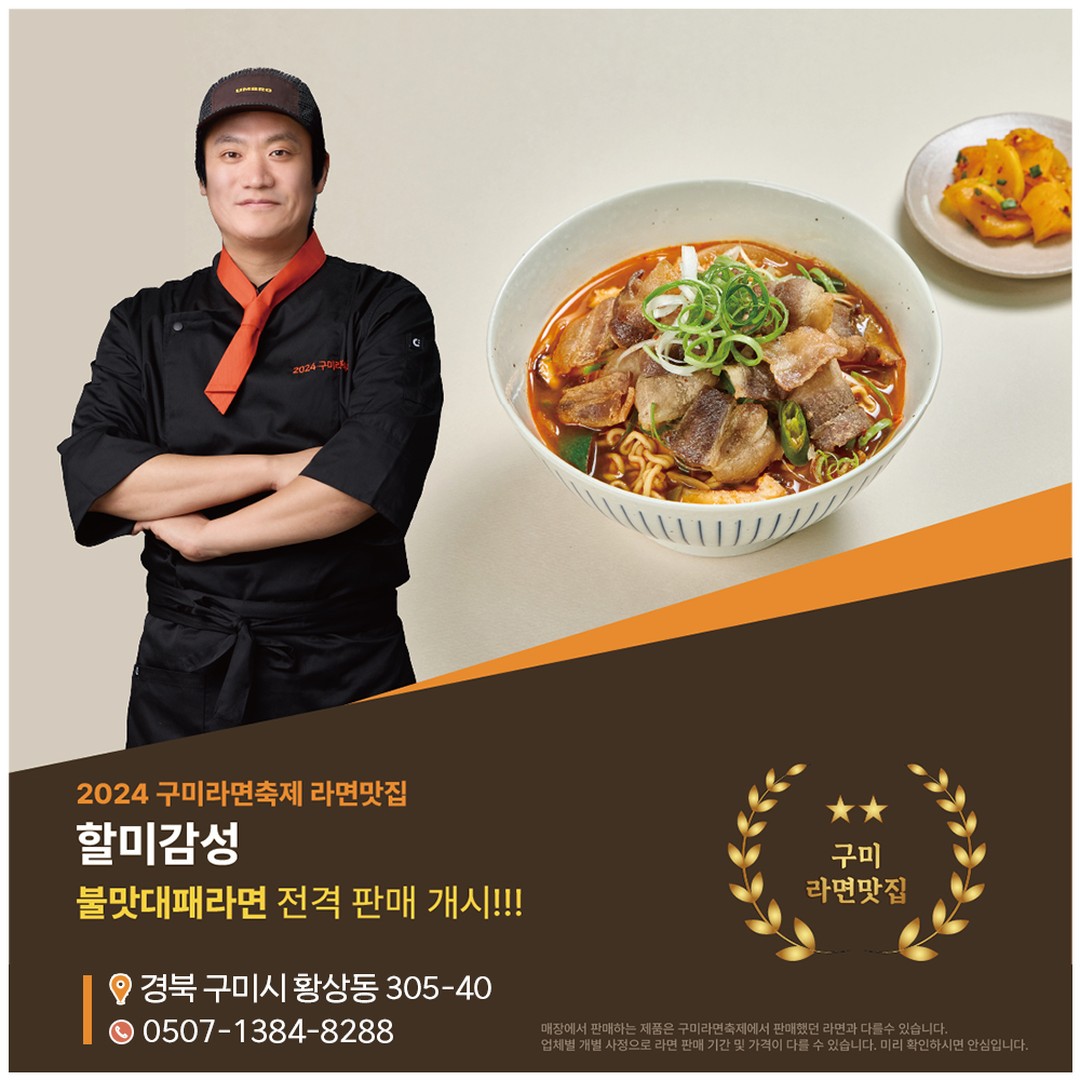 UMBRO
2024 구미라면
2024 구미라면축제 라면맛집
할미감성
불맛대패라면 전격 판매 개시!!!
경북 구미시 황상동 305-40
0507-1384-8288
구미
라면맛집
매장에서 판매하는 제품은 구미라면축제에서 판매했던 라면과 다를수 있습니다.
업체별 개별 사정으로 라면 판매 기간 및 가격이 다를 수 있습니다. 미리 확인하시면 안심입니다.